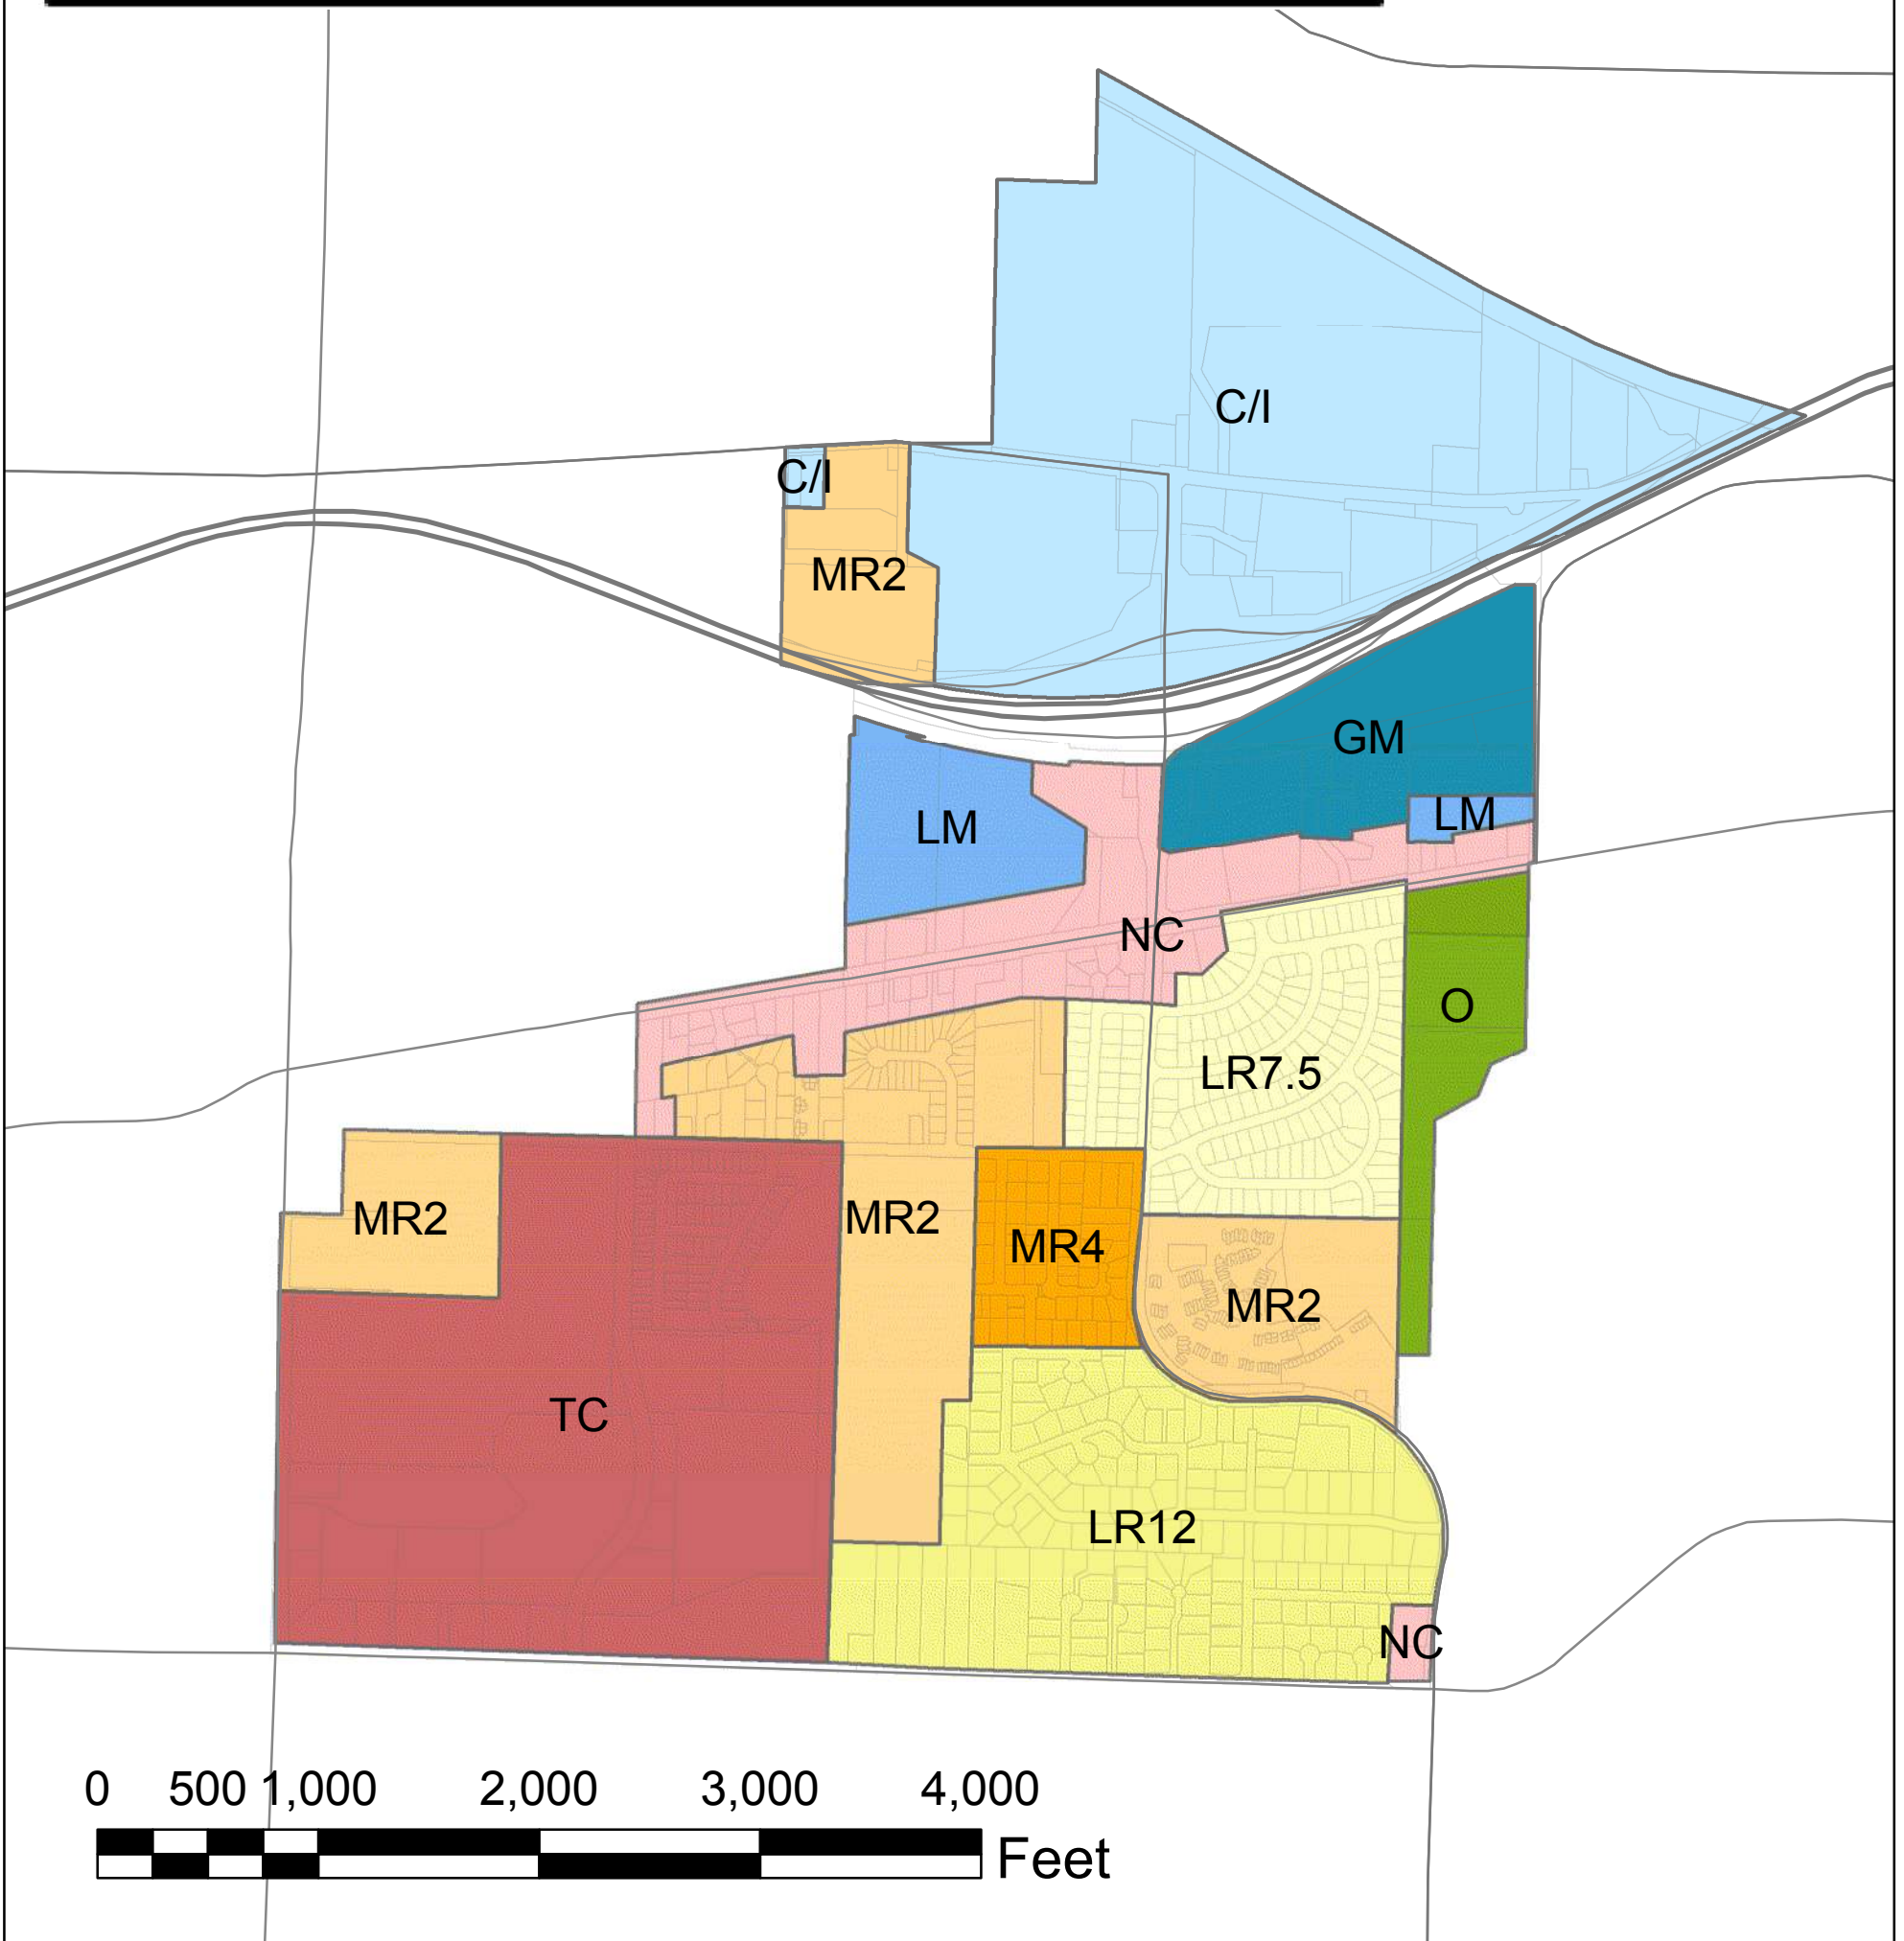 C/I
C/I
MR2
GM
LM
LM
NC
O
LR7.5
MR2
MR2
MR4
MR2
TC
LR12
NC
0 500 1,000 2,000 3,000 4,000
Feet